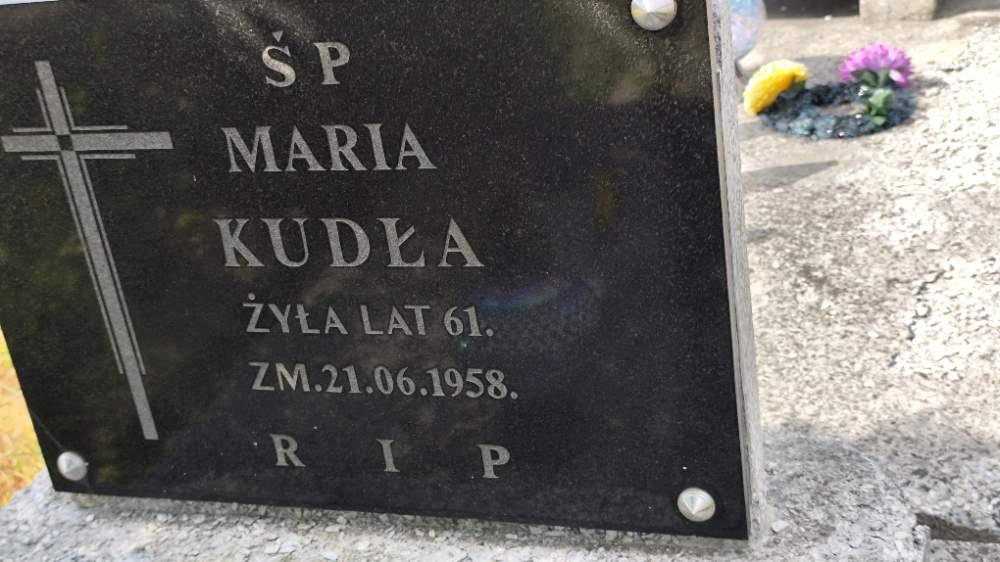 ŚP
MARIA
KUDŁA
ŻYŁA LAT 61.
ZM.21.06.1958.
R I P